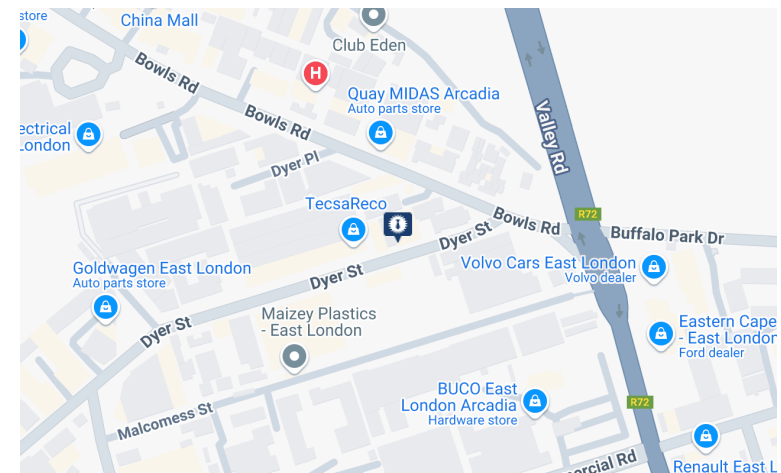 store
China Mall
Club Eden
Bowls Rd
H
Quay MIDAS Arcadia
Auto parts store
Bowls Rd
Valley Rd
ectrical
London
Dyer Pl
TecsaReco
R72
Bowls Rd
Buffalo Park Dr
Dyer St
Goldwagen East London
Auto parts store
Dyer St
Volvo Cars East London
Volvo dealer
Maizey Plastics
- East London
Dyer St
Eastern Cape
- East London
Ford dealer
BUCO East
London Arcadia
Hardware store
R72
Malcomess St
ercial Rd
Renault East L